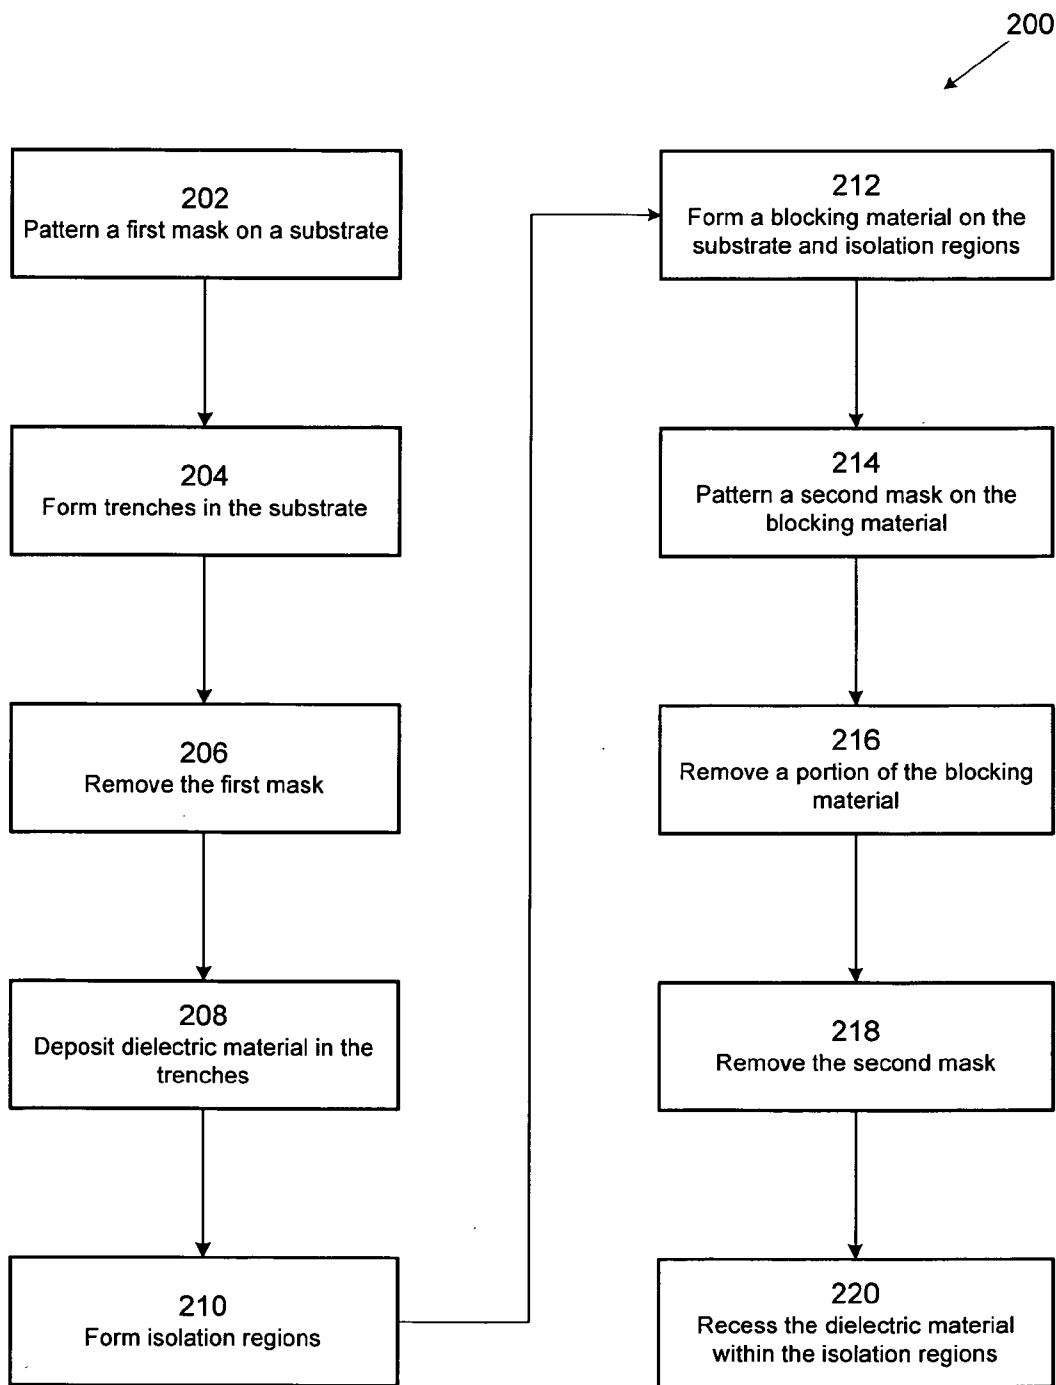 200
202
Pattern a first mask on a substrate
204
Form trenches in the substrate
206
Remove the first mask
208
Deposit dielectric material in the
trenches
210
Form isolation regions
212
Form a blocking material on the
substrate and isolation regions
214
Pattern a second mask on the
blocking material
216
Remove a portion of the blocking
material
218
Remove the second mask
220
Recess the dielectric material
within the isolation regions